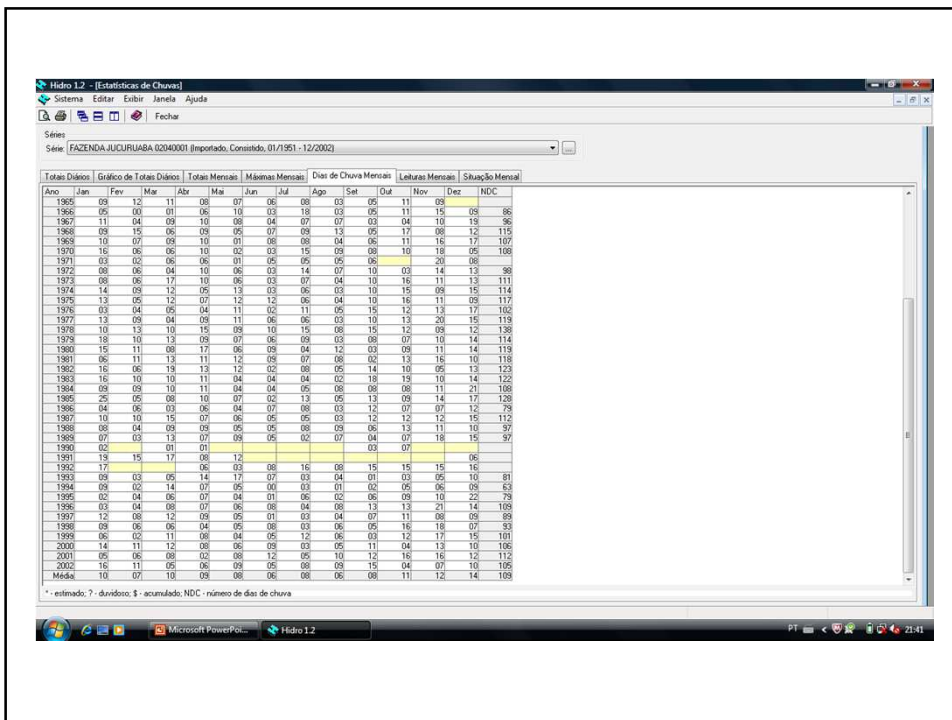 Hidro 1.2 - [Estatísticas de Chuvas]
Sistema Editar Exibir Janela Ajuda
Fechar
Séries
Série: FAZENDA JUCURUABA 02040001 (Importado, Consistido, 01/1951 - 12/2002) ...
Totais Diários Gráfico de Totais Diários Totais Mensais Máximas Mensais Dias de Chuva Mensais Leituras Mensais Situação Mensal
Ano Jan Fev Mar Abr Mai Jun Jul Ago Set Out Nov Dez NDC
1965 09 12 11 08 07 06 08 03 05 11 09
1966 05 00 01 06 10 03 18 03 05 11 15 09 86
1967 11 04 09 10 08 04 07 07 03 04 10 19 96
1968 09 15 06 09 05 07 09 13 05 17 08 12 115
1969 10 07 09 10 01 08 08 04 06 11 16 17 107
1970 16 06 06 10 02 03 15 09 08 10 18 05 108
1971 03 02 06 06 01 05 05 05 06 20 08
1972 08 06 04 10 06 03 14 07 10 03 14 13 98
1973 08 06 17 10 06 03 07 04 10 16 11 13 111
1974 14 09 12 05 13 03 06 03 10 15 09 15 114
1975 13 05 12 07 12 12 06 04 10 16 11 09 117
1976 03 04 05 04 11 02 11 05 15 12 13 17 102
1977 13 09 04 09 11 06 06 03 10 13 20 15 119
1978 10 13 10 15 09 10 15 08 15 12 09 12 138
1979 18 10 13 09 07 06 09 03 08 07 10 14 114
1980 15 11 08 17 06 09 04 12 03 09 11 14 119
1981 06 11 13 11 12 09 07 08 02 13 16 10 118
1982 16 06 19 13 12 02 08 05 14 10 05 13 123
1983 16 10 10 11 04 04 04 02 18 19 10 14 122
1984 09 09 10 11 04 04 05 08 08 08 11 21 108
1985 25 05 08 10 07 02 13 05 13 09 14 17 128
1986 04 06 03 06 04 07 08 03 12 07 07 12 79
1987 10 10 15 07 06 05 05 03 12 12 12 15 112
1988 08 04 09 09 05 05 08 09 06 13 11 10 97
1989 07 03 13 07 09 05 02 07 04 07 18 15 97
1990 02 01 01 03 07
1991 19 15 17 08 12 06
1992 17 06 03 08 16 08 15 15 15 16
1993 09 03 05 14 17 07 03 04 01 03 05 10 81
1994 09 02 14 07 05 00 03 01 02 05 06 09 63
1995 02 04 06 07 04 01 06 02 06 09 10 22 79
1996 03 04 08 07 06 08 04 08 13 13 21 14 109
1997 12 08 12 09 05 01 03 04 07 11 08 09 89
1998 09 06 06 04 05 08 03 06 05 16 18 07 93
1999 06 02 11 08 04 05 12 06 03 12 17 15 101
2000 14 11 12 08 06 09 03 05 11 04 13 10 106
2001 05 06 08 02 08 12 05 10 12 16 16 12 112
2002 16 11 05 06 09 05 08 09 15 04 07 10 105
Média 10 07 10 09 08 06 08 06 08 11 12 14 109
* - estimado; ? - duvidoso; $ - acumulado; NDC - número de dias de chuva
Microsoft PowerPoi... Hidro 1.2 PT 21:41